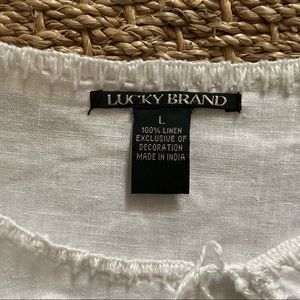 LUCKY BRAND
L
100% LINEN
EXCLUSIVE OF
DECORATION
MADE IN INDIA